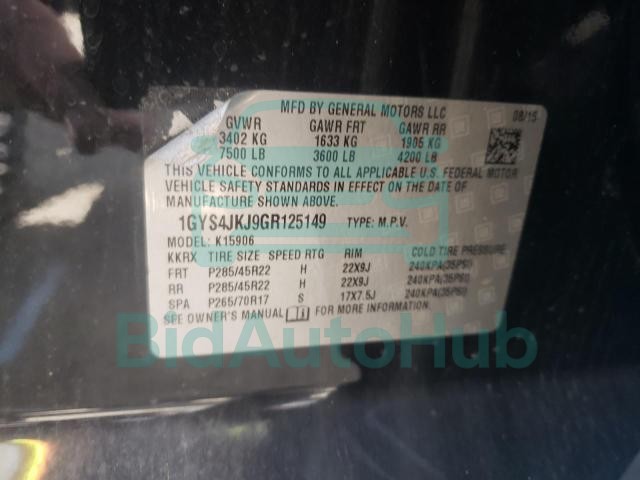 MFD BY GENERAL MOTORS LLC 08/15
GVWR GAWR FRT GAWR RR
3402 KG 1633 KG 1905 KG
7500 LB 3600 LB 4200 LB
THIS VEHICLE CONFORMS TO ALL APPLICABLE U.S. FEDERAL MOTOR
VEHICLE SAFETY STANDARDS IN EFFECT ON THE DATE OF
MANUFACTURE SHOWN ABOVE.
1GYS4JKJ9GR125149 TYPE: M.P.V.
MODEL: K15906
KKRX TIRE SIZE SPEED RTG RIM COLD TIRE PRESSURE
FRT P285/45R22 H 22X9J 240KPA(35PSI)
RR P285/45R22 H 22X9J 240KPA(35PSI)
SPA P265/70R17 S 17X7.5J 240KPA(35PSI)
SEE OWNER'S MANUAL FOR MORE INFORMATION.
BidAutoHub